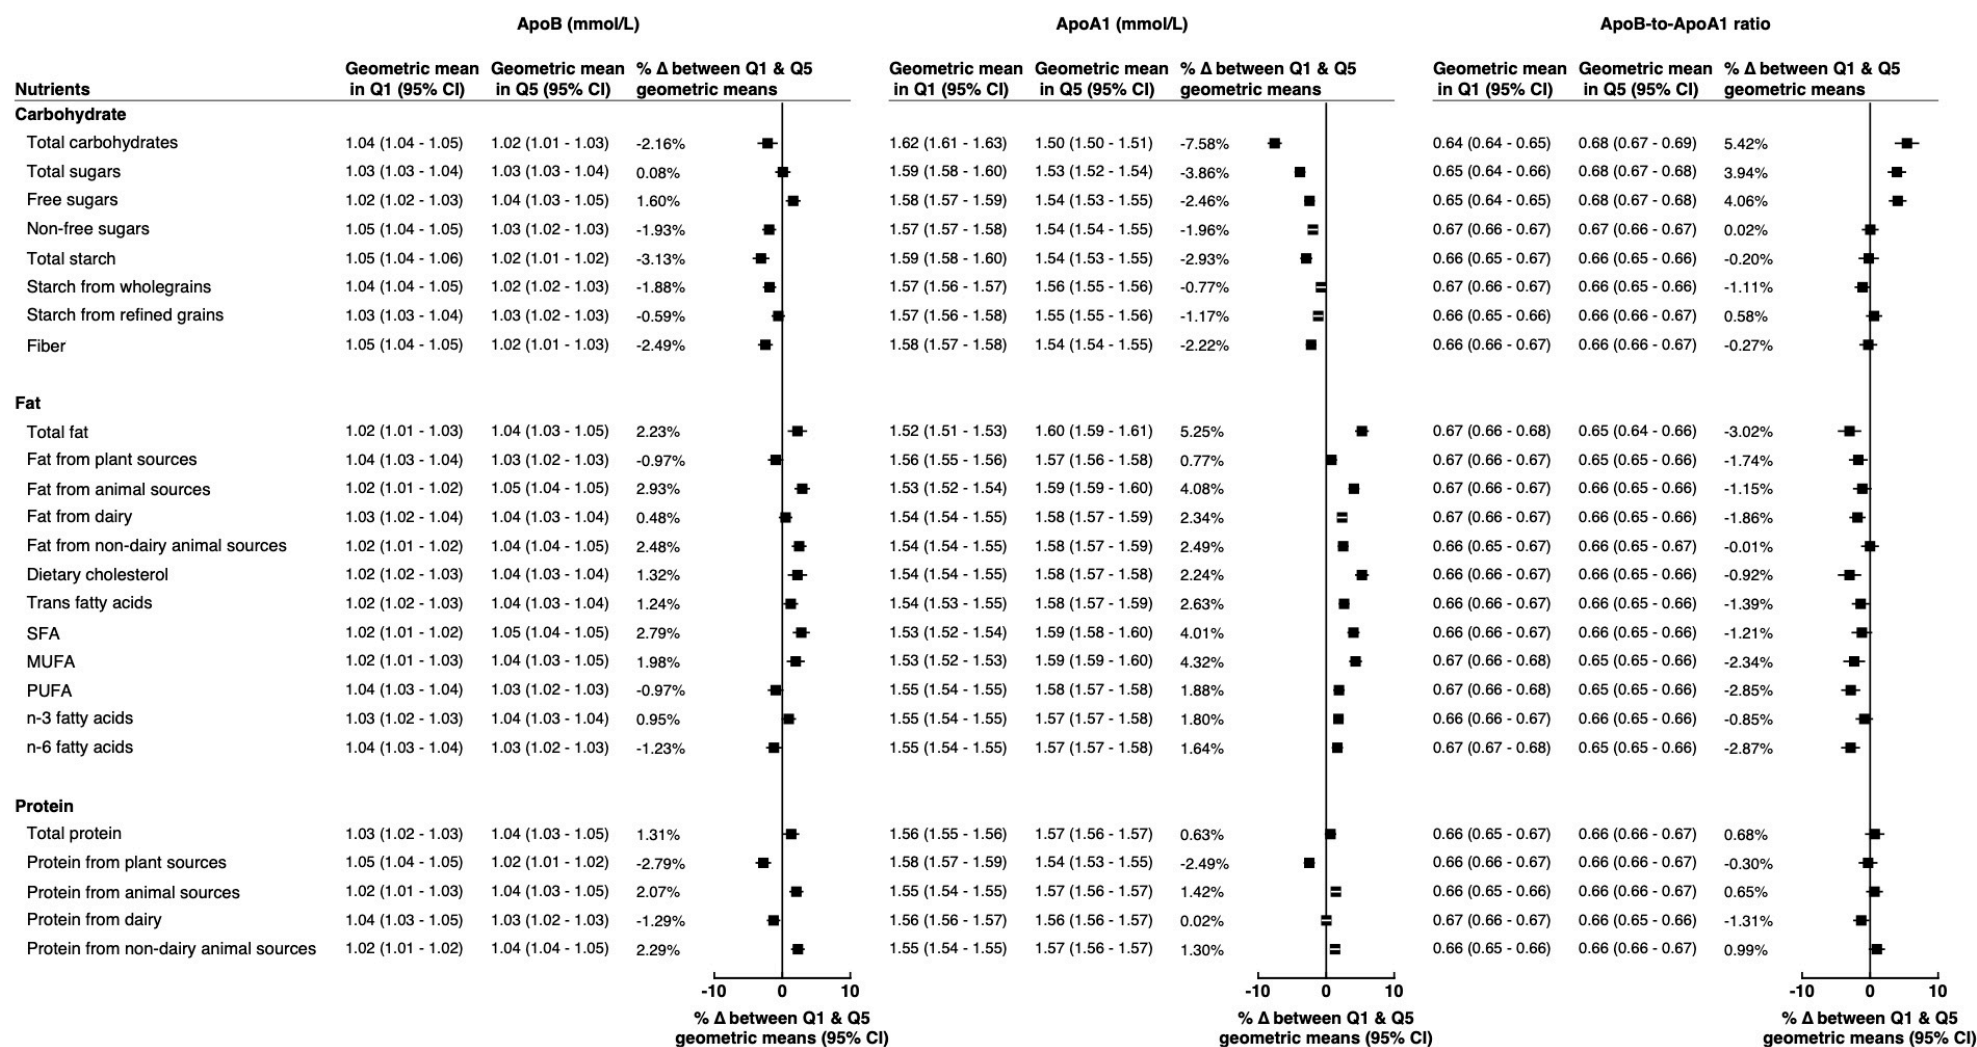 ApoB (mmol/L) ApoA1 (mmol/L) ApoB-to-ApoA1 ratio
Geometric mean Geometric mean % Δ between Q1 & Q5 Geometric mean Geometric mean % Δ between Q1 & Q5 Geometric mean Geometric mean % Δ between Q1 & Q5
Nutrients in Q1 (95% CI) in Q5 (95% CI) geometric means in Q1 (95% CI) in Q5 (95% CI) geometric means in Q1 (95% CI) in Q5 (95% CI) geometric means
Carbohydrate
Total carbohydrates 1.04 (1.04 - 1.05) 1.02 (1.01 - 1.03) -2.16% 1.62 (1.61 - 1.63) 1.50 (1.50 - 1.51) -7.58% 0.64 (0.64 - 0.65) 0.68 (0.67 - 0.69) 5.42%
Total sugars 1.03 (1.03 - 1.04) 1.03 (1.03 - 1.04) 0.08% 1.59 (1.58 - 1.60) 1.53 (1.52 - 1.54) -3.86% 0.65 (0.64 - 0.66) 0.68 (0.67 - 0.68) 3.94%
Free sugars 1.02 (1.02 - 1.03) 1.04 (1.03 - 1.05) 1.60% 1.58 (1.57 - 1.59) 1.54 (1.53 - 1.55) -2.46% 0.65 (0.64 - 0.65) 0.68 (0.67 - 0.68) 4.06%
Non-free sugars 1.05 (1.04 - 1.05) 1.03 (1.02 - 1.03) -1.93% 1.57 (1.57 - 1.58) 1.54 (1.54 - 1.55) -1.96% 0.67 (0.66 - 0.67) 0.67 (0.66 - 0.67) 0.02%
Total starch 1.05 (1.04 - 1.06) 1.02 (1.01 - 1.02) -3.13% 1.59 (1.58 - 1.60) 1.54 (1.53 - 1.55) -2.93% 0.66 (0.65 - 0.67) 0.66 (0.65 - 0.66) -0.20%
Starch from wholegrains 1.04 (1.04 - 1.05) 1.02 (1.02 - 1.03) -1.88% 1.57 (1.56 - 1.57) 1.56 (1.55 - 1.56) -0.77% 0.67 (0.66 - 0.67) 0.66 (0.65 - 0.66) -1.11%
Starch from refined grains 1.03 (1.03 - 1.04) 1.03 (1.02 - 1.03) -0.59% 1.57 (1.56 - 1.58) 1.55 (1.55 - 1.56) -1.17% 0.66 (0.65 - 0.66) 0.66 (0.66 - 0.67) 0.58%
Fiber 1.05 (1.04 - 1.05) 1.02 (1.01 - 1.03) -2.49% 1.58 (1.57 - 1.58) 1.54 (1.54 - 1.55) -2.22% 0.66 (0.66 - 0.67) 0.66 (0.66 - 0.67) -0.27%
Fat
Total fat 1.02 (1.01 - 1.03) 1.04 (1.03 - 1.05) 2.23% 1.52 (1.51 - 1.53) 1.60 (1.59 - 1.61) 5.25% 0.67 (0.66 - 0.68) 0.65 (0.64 - 0.66) -3.02%
Fat from plant sources 1.04 (1.03 - 1.04) 1.03 (1.02 - 1.03) -0.97% 1.56 (1.55 - 1.56) 1.57 (1.56 - 1.58) 0.77% 0.67 (0.66 - 0.67) 0.65 (0.65 - 0.66) -1.74%
Fat from animal sources 1.02 (1.01 - 1.02) 1.05 (1.04 - 1.05) 2.93% 1.53 (1.52 - 1.54) 1.59 (1.59 - 1.60) 4.08% 0.67 (0.66 - 0.67) 0.66 (0.65 - 0.66) -1.15%
Fat from dairy 1.03 (1.02 - 1.04) 1.04 (1.03 - 1.04) 0.48% 1.54 (1.54 - 1.55) 1.58 (1.57 - 1.59) 2.34% 0.67 (0.66 - 0.67) 0.66 (0.65 - 0.66) -1.86%
Fat from non-dairy animal sources 1.02 (1.01 - 1.02) 1.04 (1.04 - 1.05) 2.48% 1.54 (1.54 - 1.55) 1.58 (1.57 - 1.59) 2.49% 0.66 (0.65 - 0.67) 0.66 (0.65 - 0.67) -0.01%
Dietary cholesterol 1.02 (1.02 - 1.03) 1.04 (1.03 - 1.04) 1.32% 1.54 (1.54 - 1.55) 1.58 (1.57 - 1.58) 2.24% 0.66 (0.66 - 0.67) 0.66 (0.65 - 0.66) -0.92%
Trans fatty acids 1.02 (1.02 - 1.03) 1.04 (1.03 - 1.04) 1.24% 1.54 (1.53 - 1.55) 1.58 (1.57 - 1.59) 2.63% 0.66 (0.66 - 0.67) 0.66 (0.65 - 0.66) -1.39%
SFA 1.02 (1.01 - 1.02) 1.05 (1.04 - 1.05) 2.79% 1.53 (1.52 - 1.54) 1.59 (1.58 - 1.60) 4.01% 0.66 (0.66 - 0.67) 0.66 (0.65 - 0.66) -1.21%
MUFA 1.02 (1.01 - 1.03) 1.04 (1.03 - 1.05) 1.98% 1.53 (1.52 - 1.53) 1.59 (1.59 - 1.60) 4.32% 0.67 (0.66 - 0.68) 0.65 (0.65 - 0.66) -2.34%
PUFA 1.04 (1.03 - 1.04) 1.03 (1.02 - 1.03) -0.97% 1.55 (1.54 - 1.55) 1.58 (1.57 - 1.58) 1.88% 0.67 (0.66 - 0.68) 0.65 (0.65 - 0.66) -2.85%
n-3 fatty acids 1.03 (1.02 - 1.03) 1.04 (1.03 - 1.04) 0.95% 1.55 (1.54 - 1.55) 1.57 (1.57 - 1.58) 1.80% 0.66 (0.66 - 0.67) 0.66 (0.65 - 0.66) -0.85%
n-6 fatty acids 1.04 (1.03 - 1.04) 1.03 (1.02 - 1.03) -1.23% 1.55 (1.54 - 1.55) 1.57 (1.57 - 1.58) 1.64% 0.67 (0.67 - 0.68) 0.65 (0.65 - 0.66) -2.87%
Protein
Total protein 1.03 (1.02 - 1.03) 1.04 (1.03 - 1.05) 1.31% 1.56 (1.55 - 1.56) 1.57 (1.56 - 1.57) 0.63% 0.66 (0.65 - 0.67) 0.66 (0.66 - 0.67) 0.68%
Protein from plant sources 1.05 (1.04 - 1.05) 1.02 (1.01 - 1.02) -2.79% 1.58 (1.57 - 1.59) 1.54 (1.53 - 1.55) -2.49% 0.66 (0.66 - 0.67) 0.66 (0.66 - 0.67) -0.30%
Protein from animal sources 1.02 (1.01 - 1.03) 1.04 (1.03 - 1.05) 2.07% 1.55 (1.54 - 1.55) 1.57 (1.56 - 1.57) 1.42% 0.66 (0.65 - 0.66) 0.66 (0.66 - 0.67) 0.65%
Protein from dairy 1.04 (1.03 - 1.05) 1.03 (1.02 - 1.03) -1.29% 1.56 (1.56 - 1.57) 1.56 (1.56 - 1.57) 0.02% 0.67 (0.66 - 0.67) 0.66 (0.65 - 0.66) -1.31%
Protein from non-dairy animal sources 1.02 (1.01 - 1.02) 1.04 (1.04 - 1.05) 2.29% 1.55 (1.54 - 1.55) 1.57 (1.56 - 1.57) 1.30% 0.66 (0.65 - 0.66) 0.66 (0.66 - 0.67) 0.99%
-10 0 10 -10 0 10 -10 0 10
% Δ between Q1 & Q5 % Δ between Q1 & Q5 % Δ between Q1 & Q5
geometric means (95% CI) geometric means (95% CI) geometric means (95% CI)